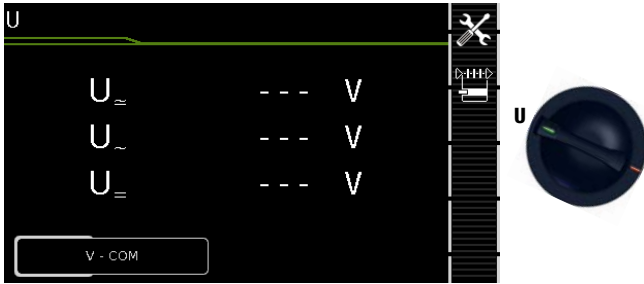 U
U≃ --- V
U~ --- V
U= --- V
V - COM
U